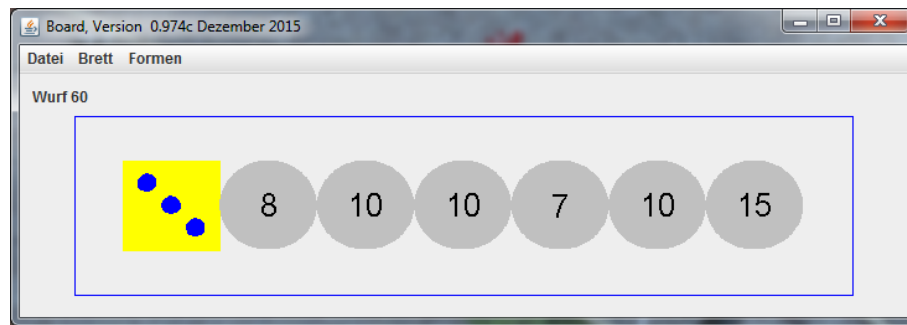 Board, Version 0.974c Dezember 2015
Datei Brett Formen
Wurf 60
8 10 10 7 10 15